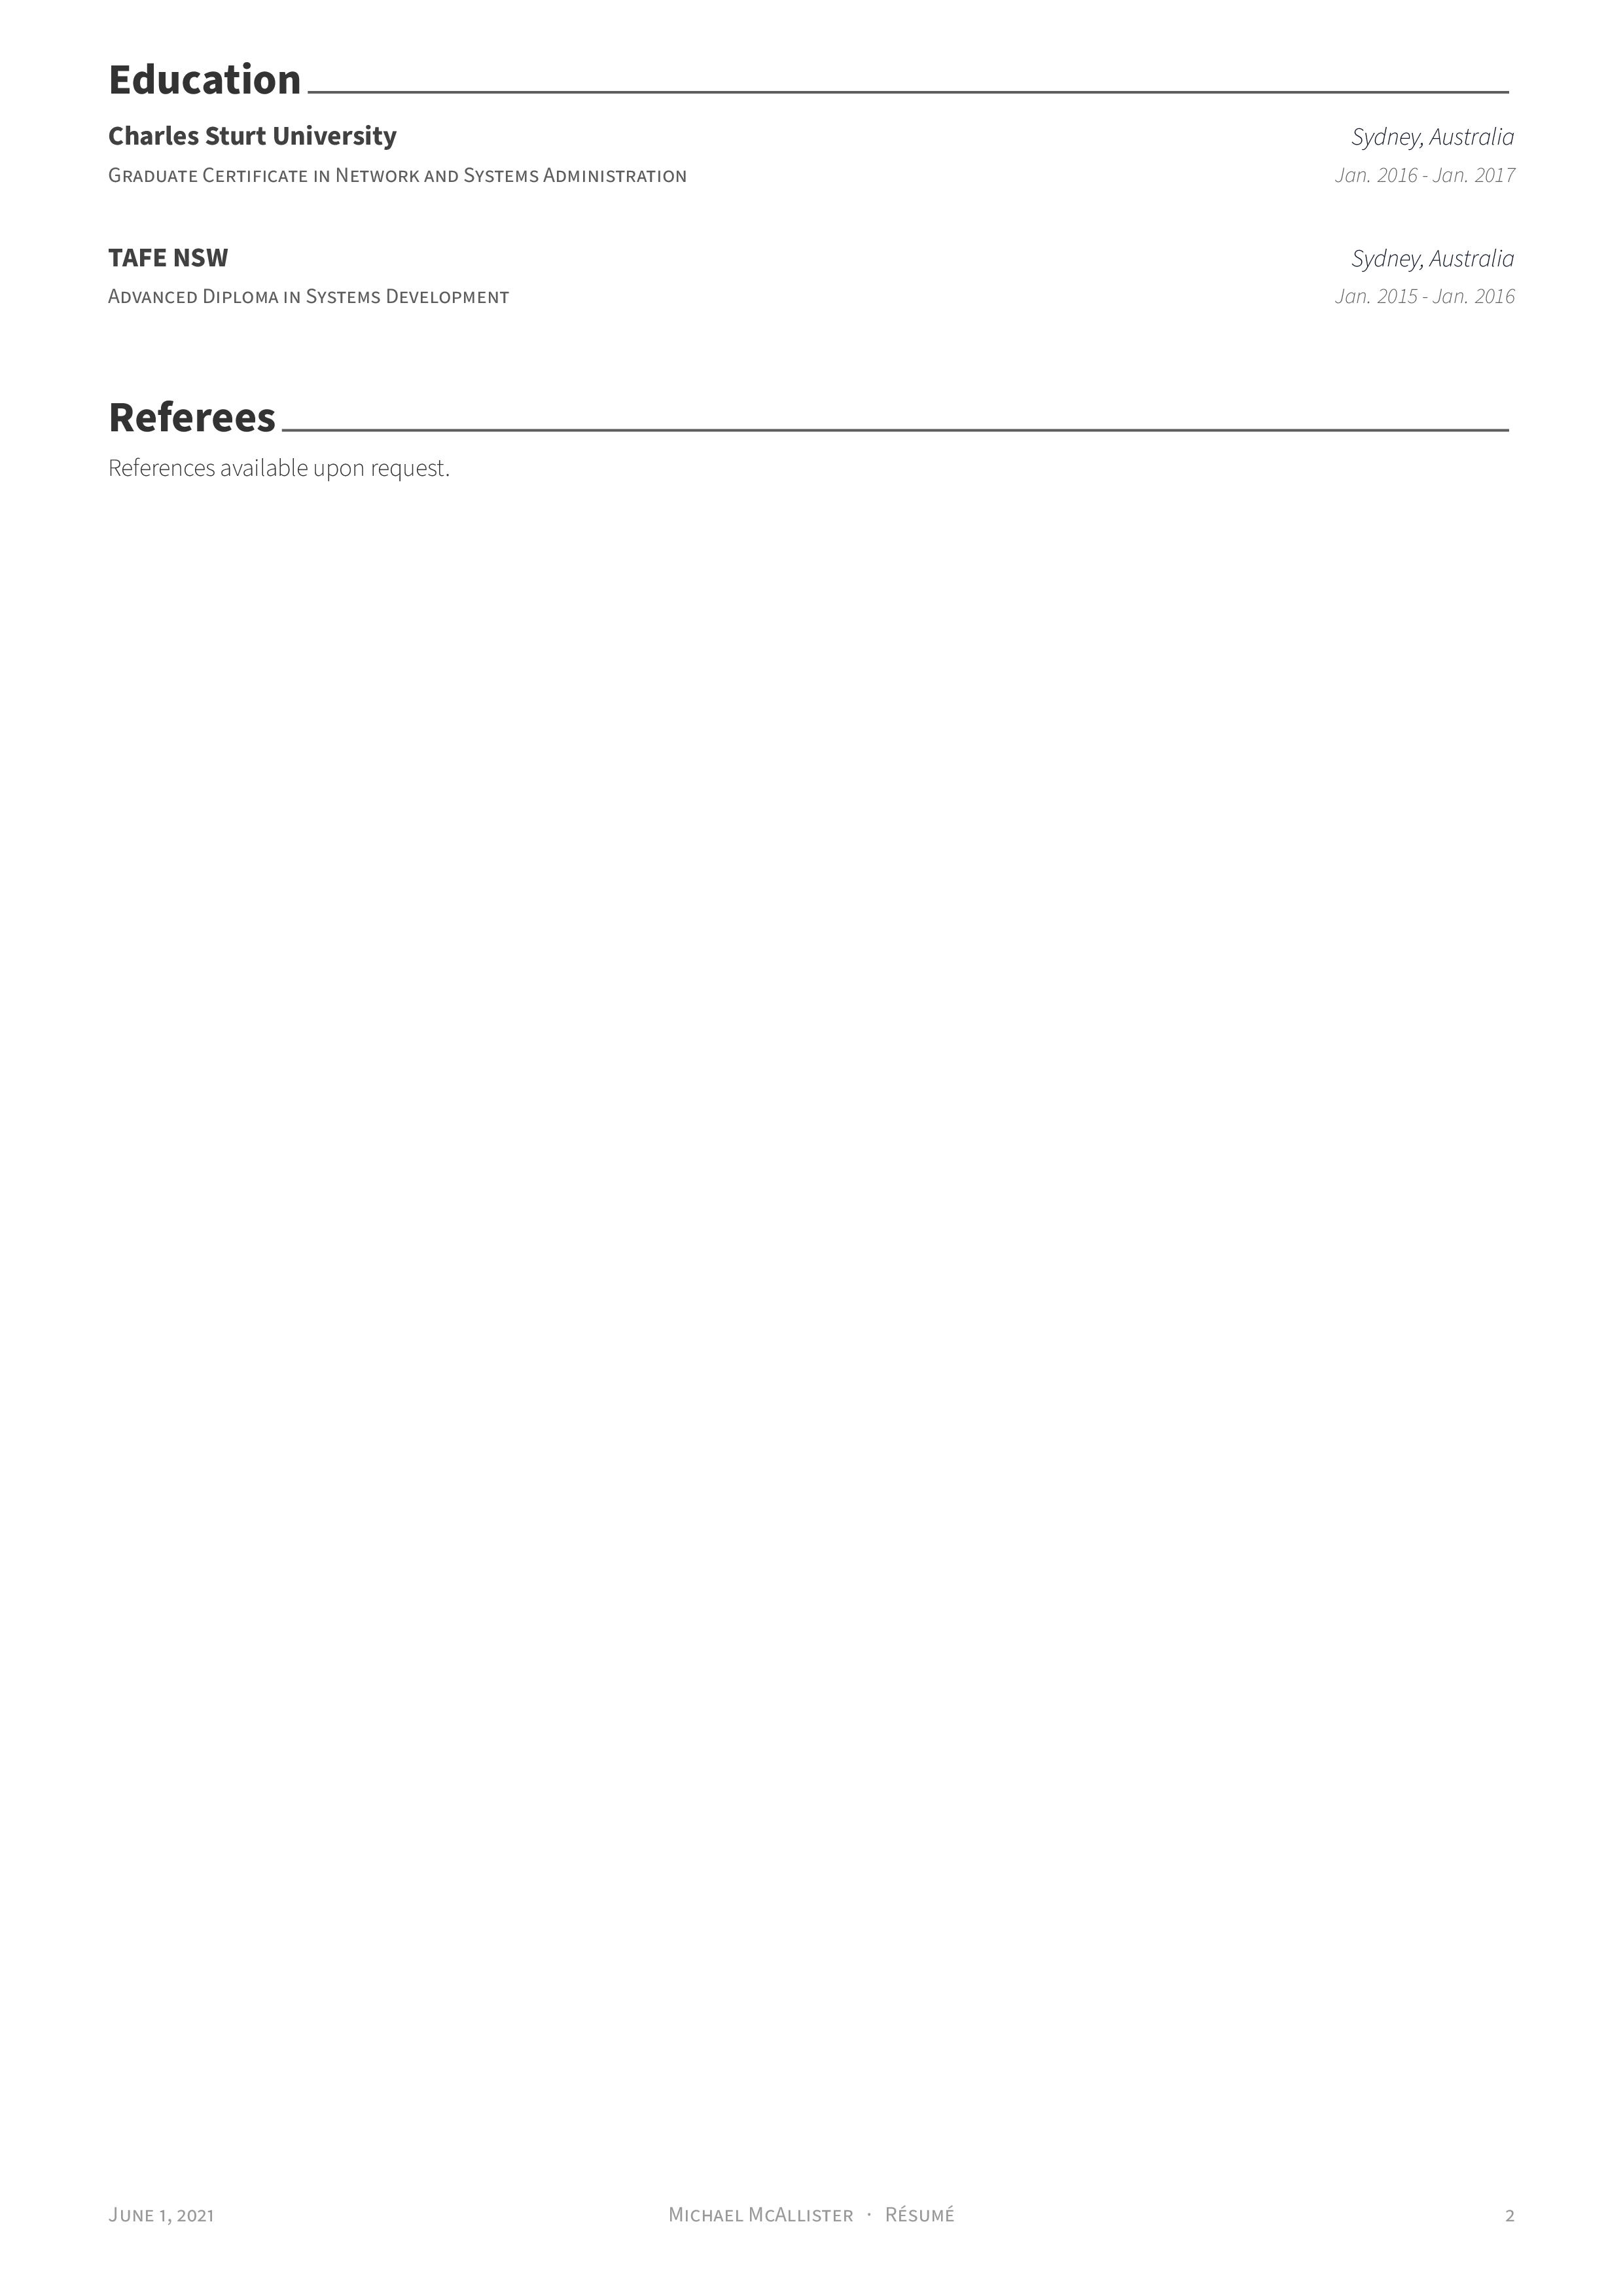 Education
Charles Sturt University Sydney, Australia
Graduate Certificate in Network and Systems Administration Jan. 2016 - Jan. 2017
TAFE NSW Sydney, Australia
Advanced Diploma in Systems Development Jan. 2015 - Jan. 2016
Referees
References available upon request.
June 1, 2021 Michael McAllister · Résumé 2